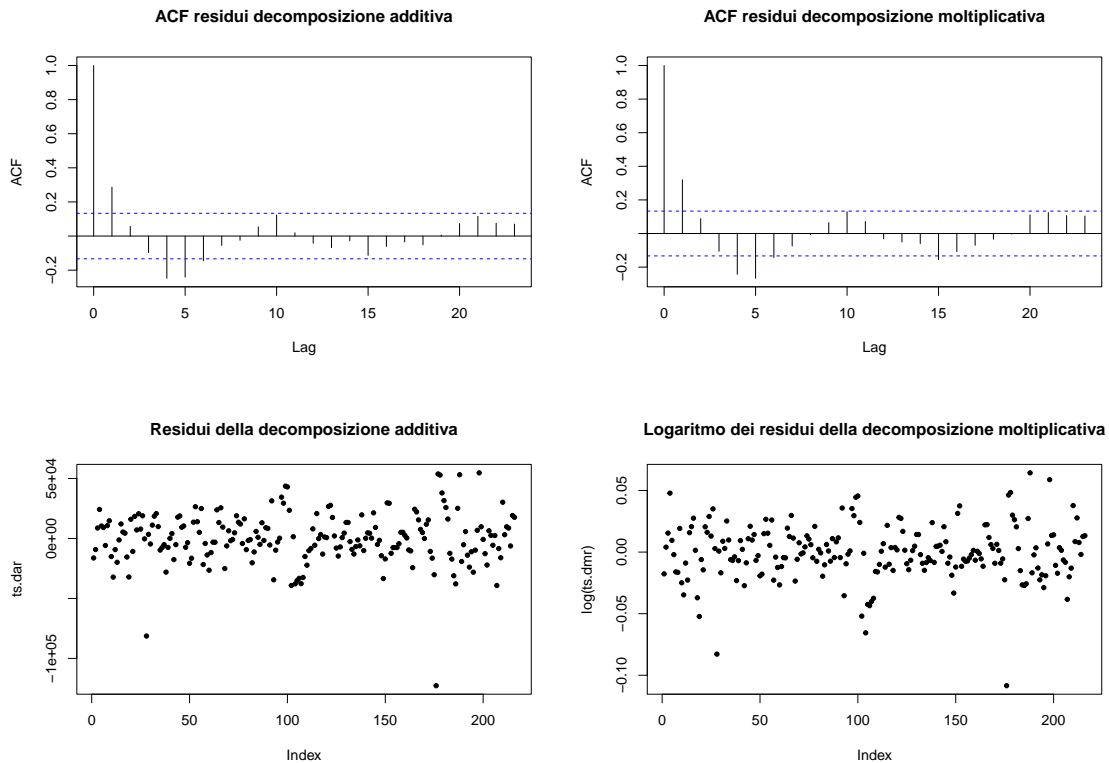 ACF residui decomposizione additiva
ACF
1.0
0.8
0.6
0.4
0.2
−0.2
0 5 10 15 20
Lag
ACF residui decomposizione moltiplicativa
ACF
1.0
0.8
0.6
0.4
0.2
−0.2
0 5 10 15 20
Lag
Residui della decomposizione additiva
ts.dar
5e+04
0e+00
−1e+05
0 50 100 150 200
Index
Logaritmo dei residui della decomposizione moltiplicativa
log(ts.dmr)
0.05
0.00
−0.05
−0.10
0 50 100 150 200
Index